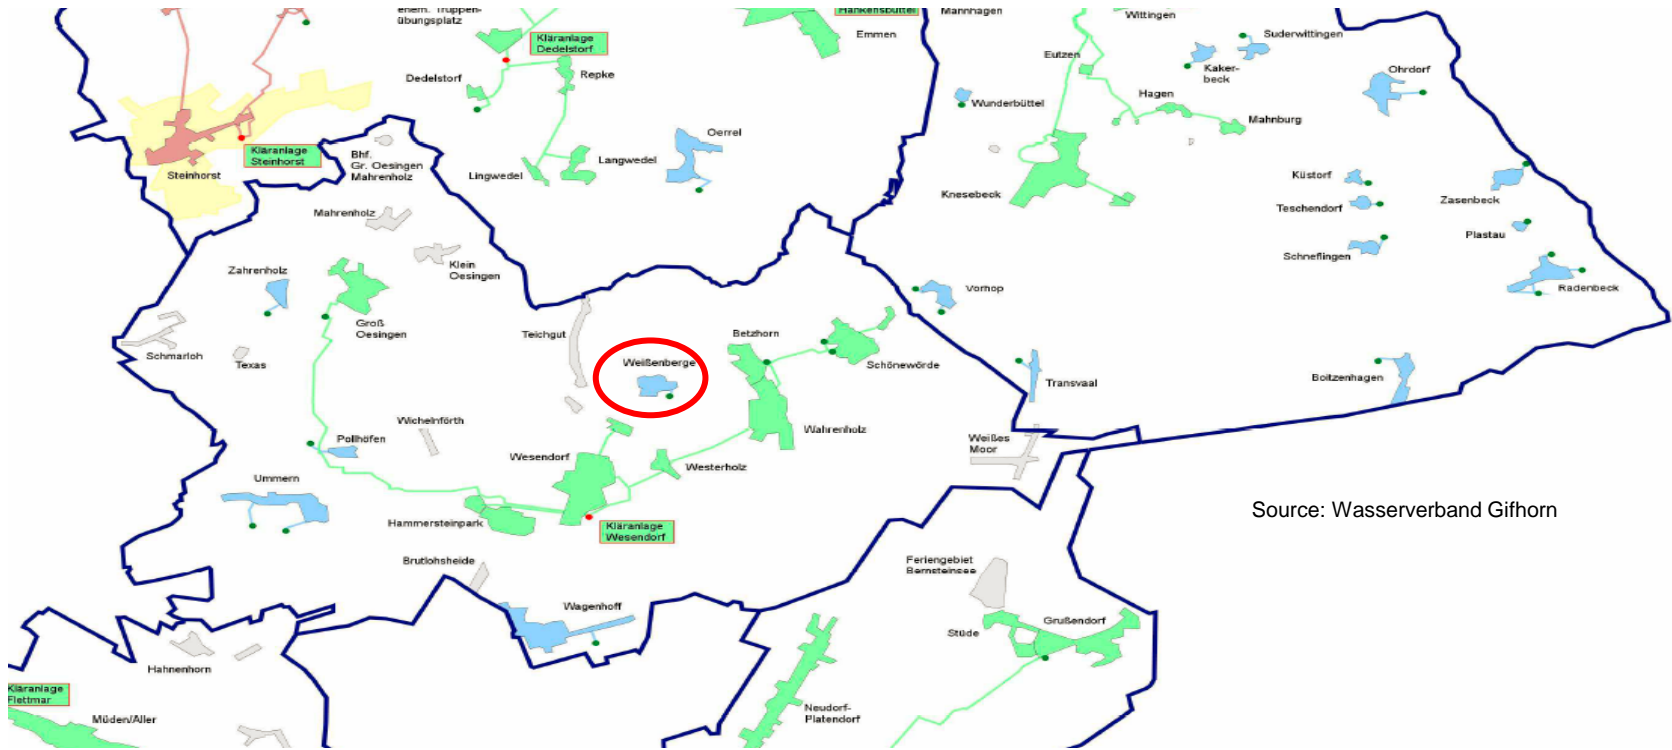 ehem. Truppen-
übungsplatz
Hankensbüttel
Emmen
Mannhagen
Wittingen
Suderwittingen
Kläranlage
Dedelstorf
Dedelstorf
Repke
Eutzen
Kaker-
beck
Ohrdorf
Wunderbüttel
Hagen
Mahnburg
Oerrel
Kläranlage
Steinhorst
Steinhorst
Bhf.
Gr. Oesingen
Mahrenholz
Lingwedel
Langwedel
Knesebeck
Küstorf
Teschendorf
Zasenbeck
Plastau
Schneflingen
Radenbeck
Mahrenholz
Klein
Oesingen
Zahrenholz
Groß
Oesingen
Vorhop
Teichgut
Betzhorn
Schmarloh
Texas
Weißenberge
Schönewörde
Transvaal
Boitzenhagen
Wichelnförth
Pollhöfen
Wahrenholz
Weißes
Moor
Wesendorf
Westerholz
Ummern
Hammersteinpark
Kläranlage
Wesendorf
Source: Wasserverband Gifhorn
Brutlohsheide
Feriengebiet
Bernsteinsee
Wagenhoff
Stüde
Grußendorf
Hahnenhorn
Kläranlage
Flettmar
Müden/Aller
Neudorf-
Platendorf